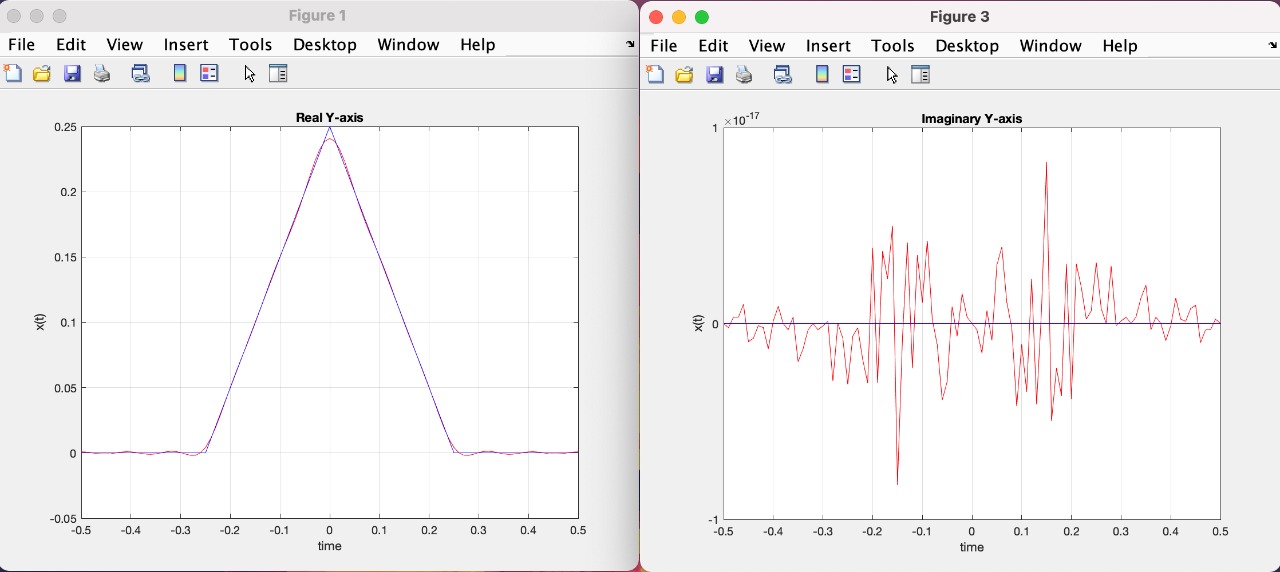 Figure 1
File Edit View Insert Tools Desktop Window Help
Real Y-axis
0.25
0.2
0.15
0.1
0.05
0
-0.05
x(t)
-0.5 -0.4 -0.3 -0.2 -0.1 0 0.1 0.2 0.3 0.4 0.5
time
Figure 3
File Edit View Insert Tools Desktop Window Help
×10^-17
Imaginary Y-axis
1
0
-1
x(t)
-0.5 -0.4 -0.3 -0.2 -0.1 0 0.1 0.2 0.3 0.4 0.5
time